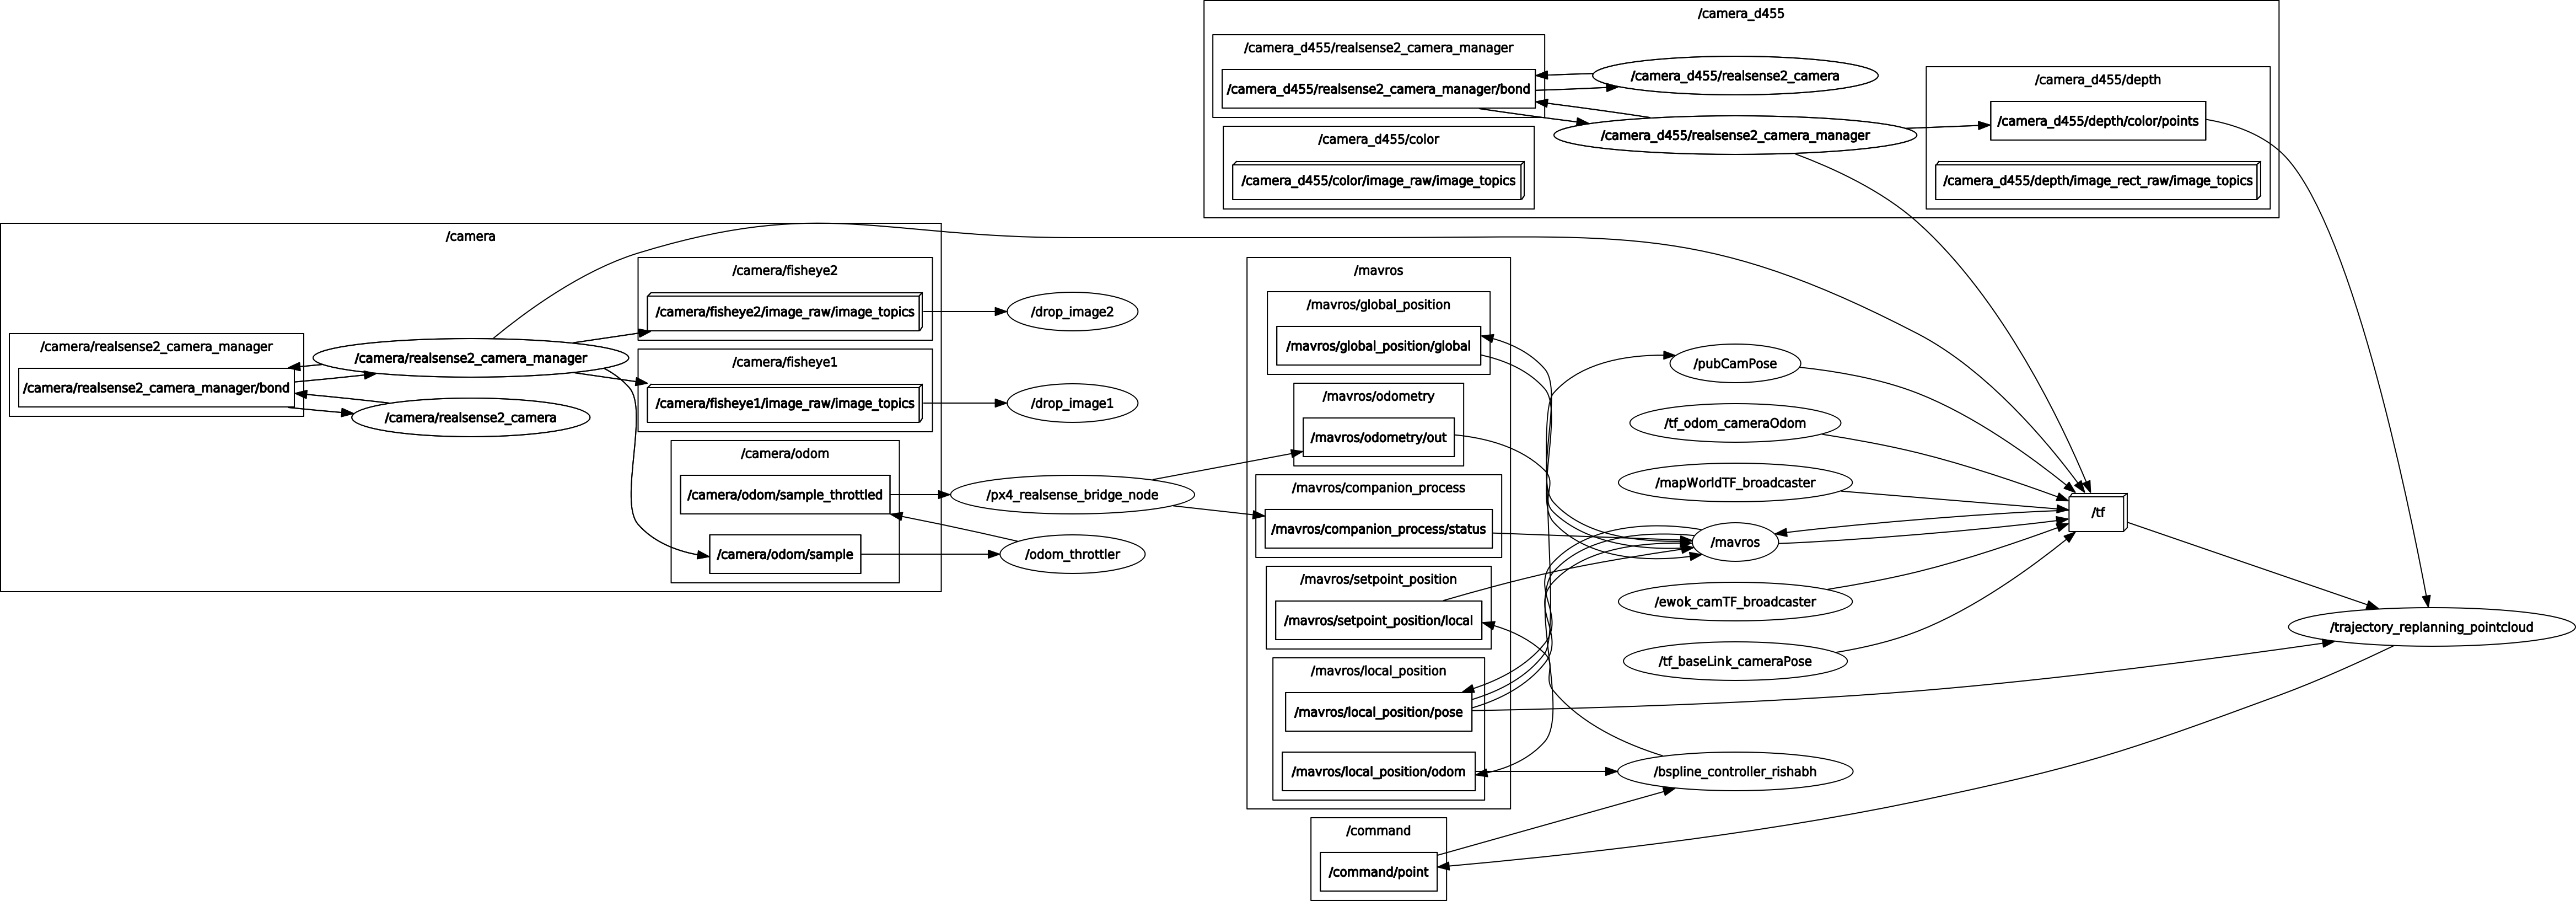 /camera_d455
/camera_d455/realsense2_camera_manager
/camera_d455/realsense2_camera_manager/bond
/camera_d455/realsense2_camera
/camera_d455/realsense2_camera_manager
/camera_d455/color
/camera_d455/color/image_raw/image_topics
/camera_d455/depth
/camera_d455/depth/color/points
/camera_d455/depth/image_rect_raw/image_topics
/camera
/camera/realsense2_camera_manager
/camera/realsense2_camera_manager/bond
/camera/realsense2_camera_manager
/camera/realsense2_camera
/camera/fisheye2
/camera/fisheye2/image_raw/image_topics
/camera/fisheye1
/camera/fisheye1/image_raw/image_topics
/camera/odom
/camera/odom/sample_throttled
/camera/odom/sample
/drop_image2
/drop_image1
/px4_realsense_bridge_node
/odom_throttler
/mavros
/mavros/global_position
/mavros/global_position/global
/mavros/odometry
/mavros/odometry/out
/mavros/companion_process
/mavros/companion_process/status
/mavros/setpoint_position
/mavros/setpoint_position/local
/mavros/local_position
/mavros/local_position/pose
/mavros/local_position/odom
/command
/command/point
/pubCamPose
/tf_odom_cameraOdom
/mapWorldTF_broadcaster
/mavros
/ewok_camTF_broadcaster
/tf_baseLink_cameraPose
/bspline_controller_rishabh
/tf
/trajectory_replanning_pointcloud